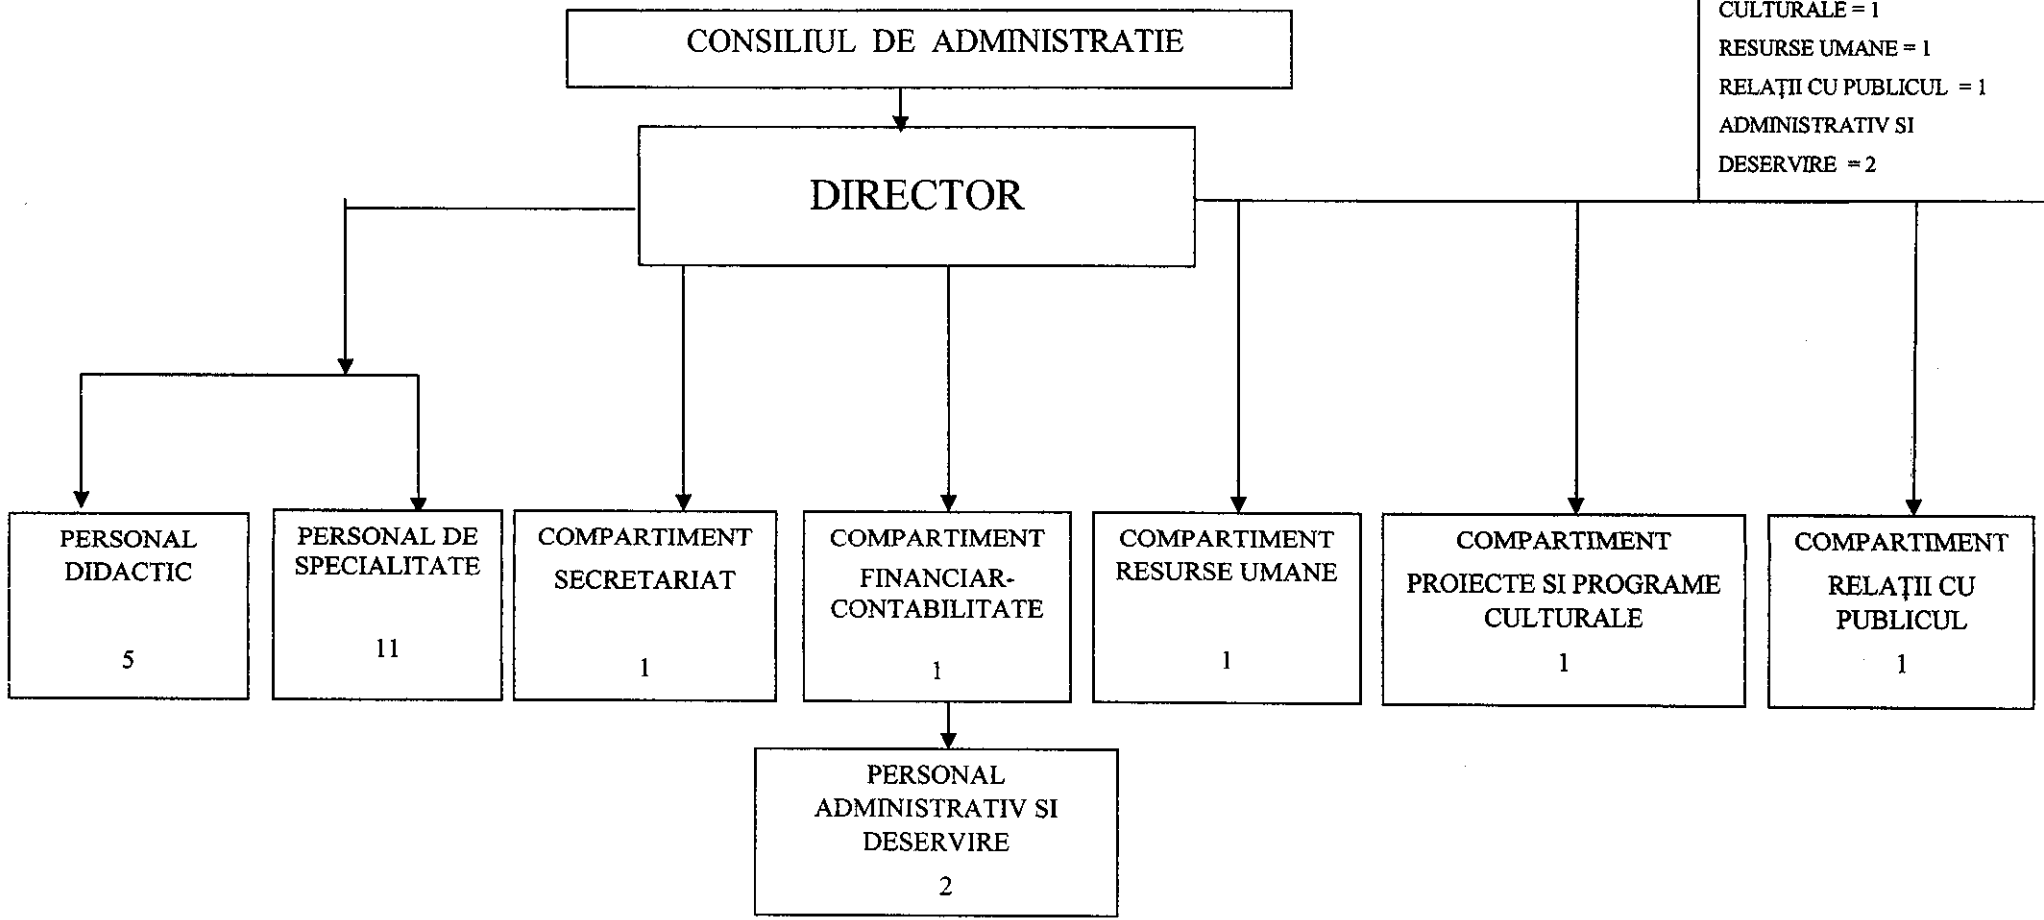 CONSILIUL DE ADMINISTRATIE
CULTURALE = 1
RESURSE UMANE = 1
RELAŢII CU PUBLICUL = 1
ADMINISTRATIV SI
DESERVIRE = 2
DIRECTOR
PERSONAL
DIDACTIC
5
PERSONAL DE
SPECIALITATE
11
COMPARTIMENT
SECRETARIAT
1
COMPARTIMENT
FINANCIAR-
CONTABILITATE
1
COMPARTIMENT
RESURSE UMANE
1
COMPARTIMENT
PROIECTE SI PROGRAME
CULTURALE
1
COMPARTIMENT
RELAŢII CU
PUBLICUL
1
PERSONAL
ADMINISTRATIV SI
DESERVIRE
2